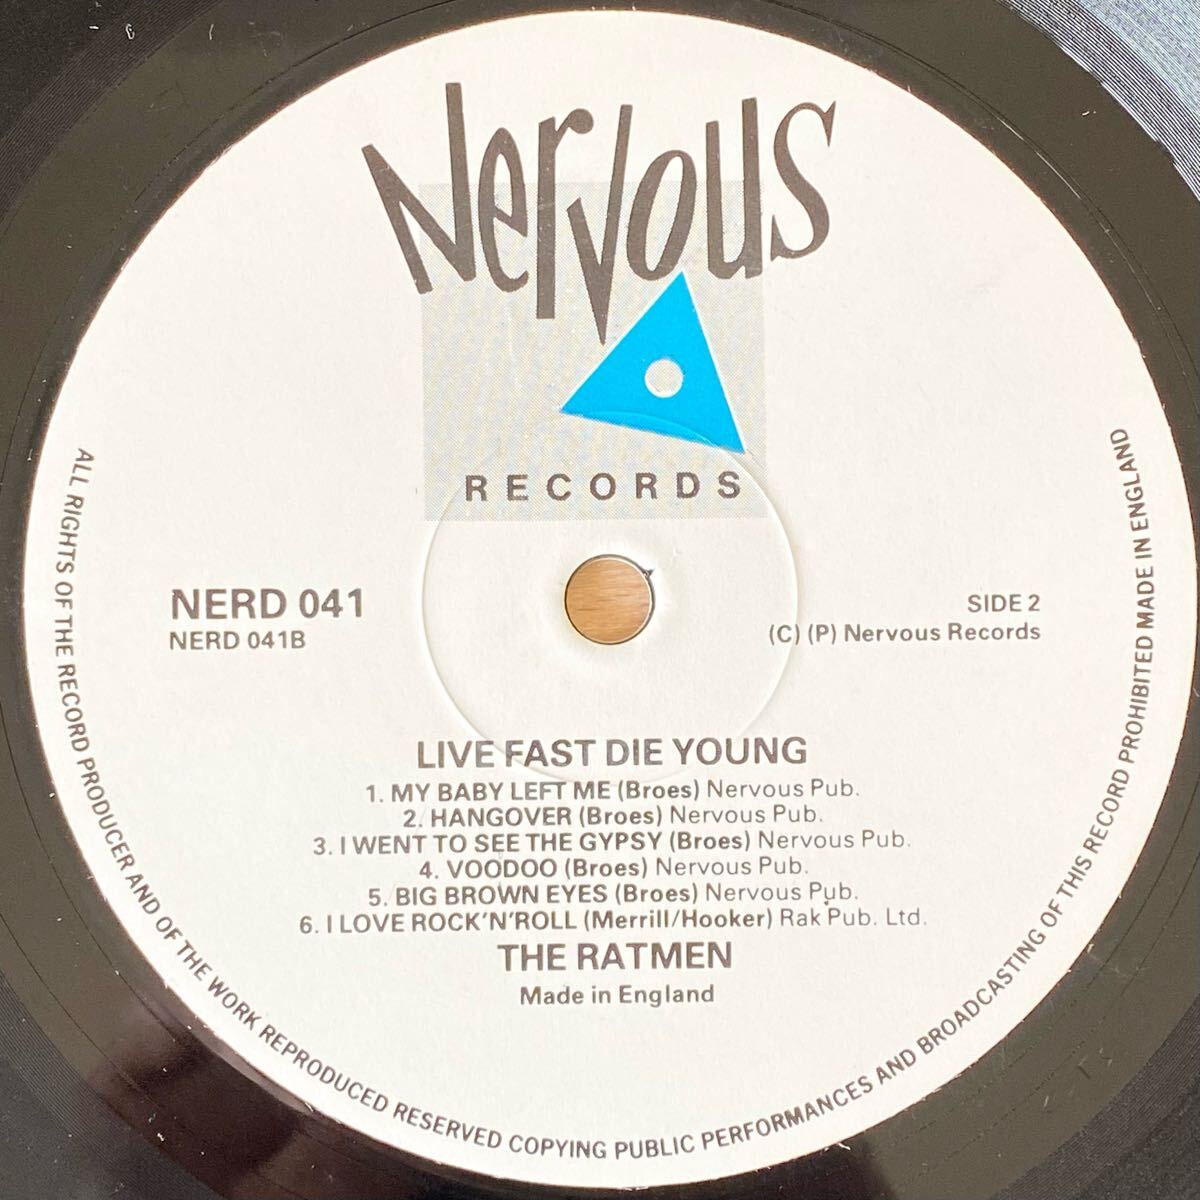 Nervous
RECORDS
NERD 041
NERD 041B
SIDE 2
(C) (P) Nervous Records
LIVE FAST DIE YOUNG
1. MY BABY LEFT ME (Broes) Nervous Pub.
2. HANGOVER (Broes) Nervous Pub.
3. I WENT TO SEE THE GYPSY (Broes) Nervous Pub.
4. VOODOO (Broes) Nervous Pub.
5. BIG BROWN EYES (Broes) Nervous Pub.
6. I LOVE ROCK'N'ROLL (Merrill/Hooker) Rak Pub. Ltd.
THE RATMEN
Made in England
ALL RIGHTS OF THE RECORD PRODUCER AND OF THE WORK REPRODUCED RESERVED COPYING PUBLIC PERFORMANCES AND BROADCASTING OF THIS RECORD PROHIBITED MADE IN ENGLAND